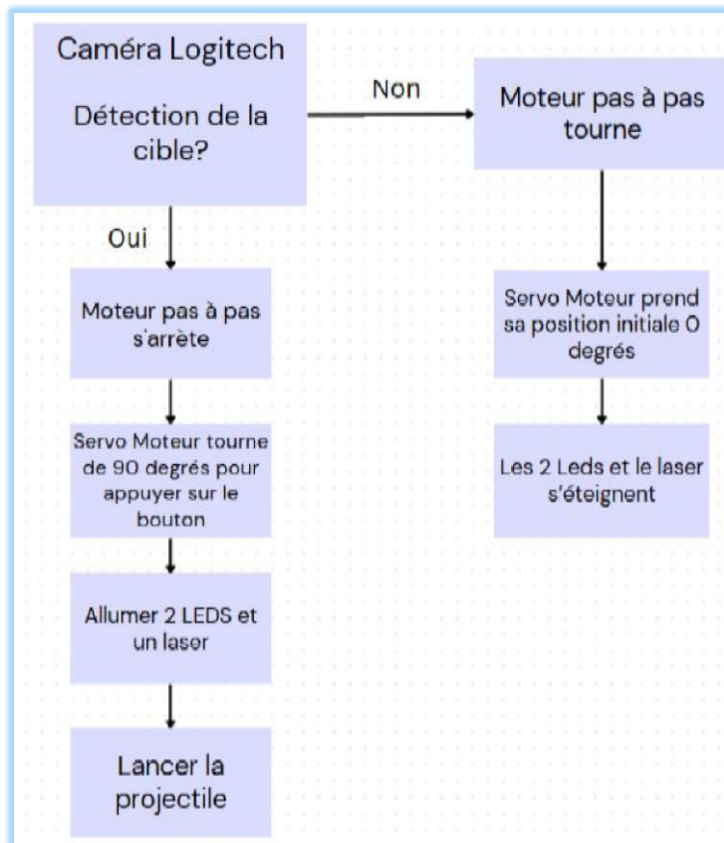 Caméra Logitech
Détection de la
cible?
Non
Moteur pas à pas
tourne
Oui
Moteur pas à pas
s'arrète
Servo Moteur prend
sa position initiale 0
degrés
Servo Moteur tourne
de 90 degrés pour
appuyer sur le
bouton
Les 2 Leds et le laser
s'éteignent
Allumer 2 LEDS et
un laser
Lancer la
projectile